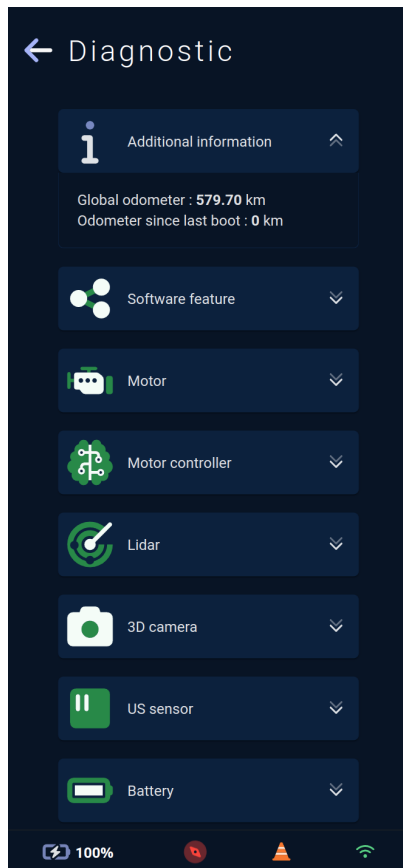 Diagnostic
Additional information
Global odometer : 579.70 km
Odometer since last boot : 0 km
Software feature
Motor
Motor controller
Lidar
3D camera
US sensor
Battery
100%